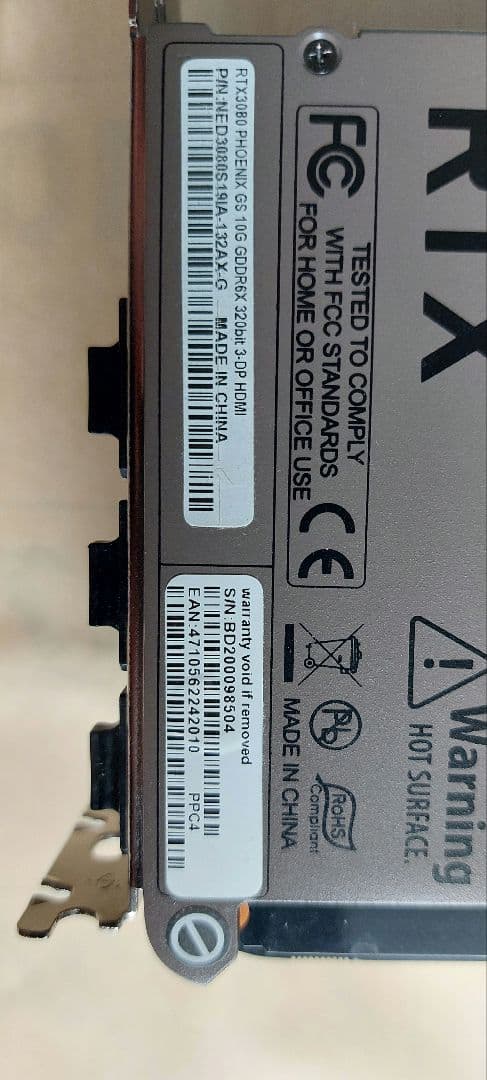 RTX3080 PHOENIX GS 10G GDDR6X 320bit 3-DP HDMI
P/N:NED3080S19IA-132AX-G MADE IN CHINA
warranty void if removed
S/N:BD200098504
EAN:4710562242010 PPC4
FC
TESTED TO COMPLY
WITH FCC STANDARDS
FOR HOME OR OFFICE USE
CE
Pb
RoHS
Compliant
MADE IN CHINA
RTX
Warning
HOT SURFACE.